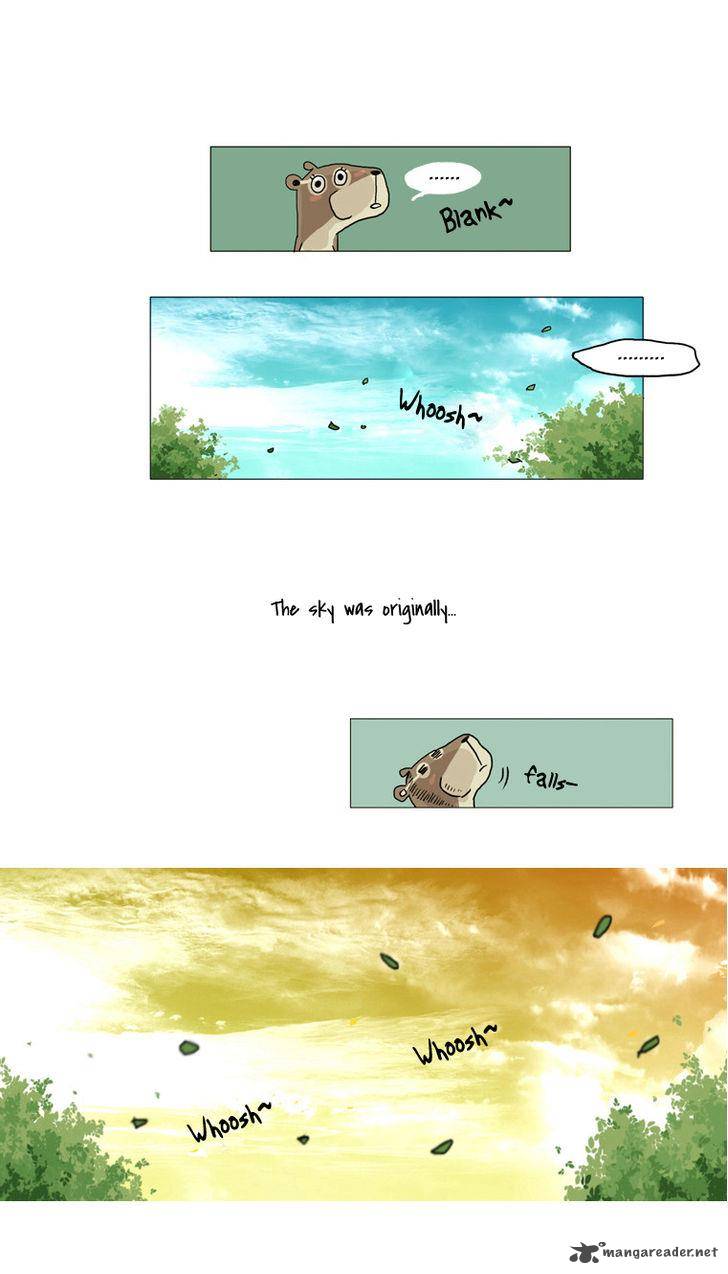 ......
Blank~
.........
Whoosh~
The sky was originally...
falls~
Whoosh~
Whoosh~
mangareader.net